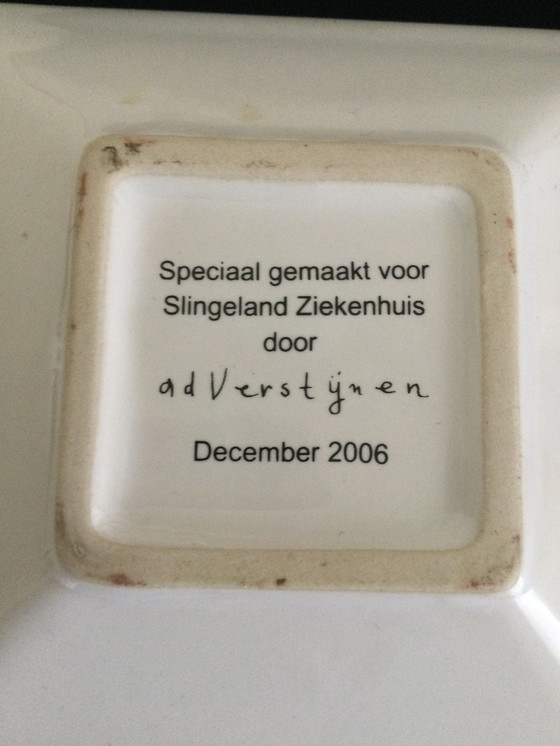 Speciaal gemaakt voor
Slingeland Ziekenhuis
door
ad Verstijnen
December 2006